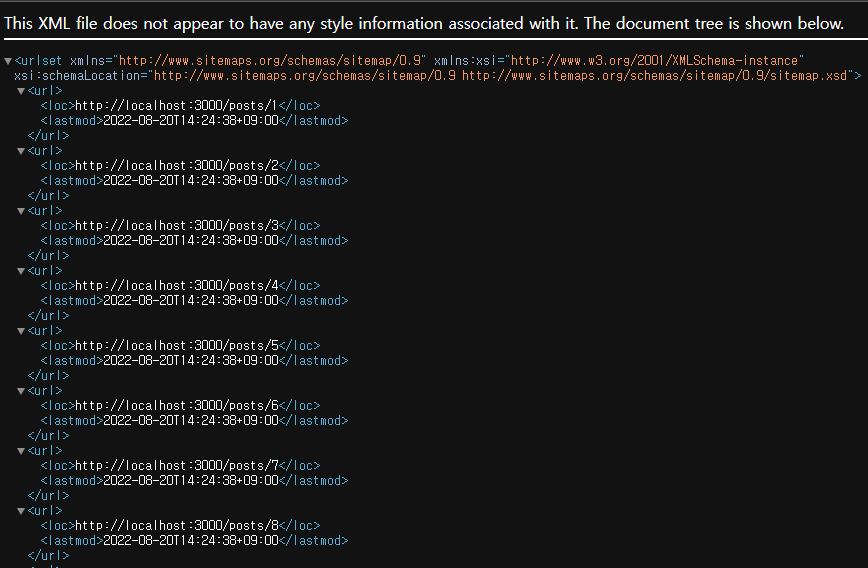 This XML file does not appear to have any style information associated with it. The document tree is shown below.
▼<urlset xmlns="http://www.sitemaps.org/schemas/sitemap/0.9" xmlns:xsi="http://www.w3.org/2001/XMLSchema-instance"
xsi:schemaLocation="http://www.sitemaps.org/schemas/sitemap/0.9 http://www.sitemaps.org/schemas/sitemap/0.9/sitemap.xsd">
▼<url>
<loc>http://localhost:3000/posts/1</loc>
<lastmod>2022-08-20T14:24:38+09:00</lastmod>
</url>
▼<url>
<loc>http://localhost:3000/posts/2</loc>
<lastmod>2022-08-20T14:24:38+09:00</lastmod>
</url>
▼<url>
<loc>http://localhost:3000/posts/3</loc>
<lastmod>2022-08-20T14:24:38+09:00</lastmod>
</url>
▼<url>
<loc>http://localhost:3000/posts/4</loc>
<lastmod>2022-08-20T14:24:38+09:00</lastmod>
</url>
▼<url>
<loc>http://localhost:3000/posts/5</loc>
<lastmod>2022-08-20T14:24:38+09:00</lastmod>
</url>
▼<url>
<loc>http://localhost:3000/posts/6</loc>
<lastmod>2022-08-20T14:24:38+09:00</lastmod>
</url>
▼<url>
<loc>http://localhost:3000/posts/7</loc>
<lastmod>2022-08-20T14:24:38+09:00</lastmod>
</url>
▼<url>
<loc>http://localhost:3000/posts/8</loc>
<lastmod>2022-08-20T14:24:38+09:00</lastmod>
</url>